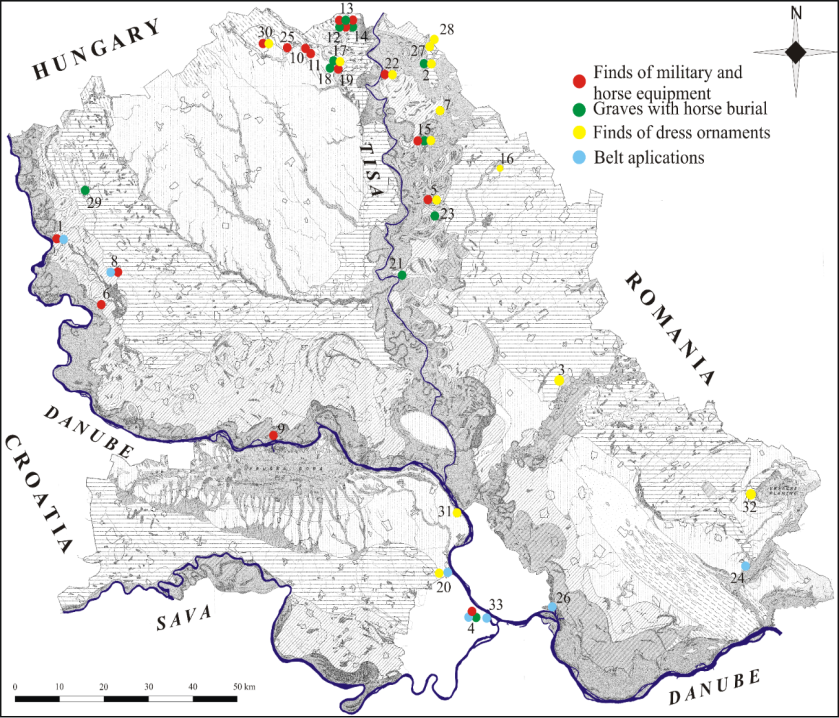 HUNGARY
N
Finds of military and
horse equipment
Graves with horse burial
Finds of dress ornaments
Belt aplications
13
30
25
10
11
12
14
17
18
19
22
28
27
2
7
15
TISA
16
5
23
29
1
8
6
21
ROMANIA
3
DANUBE
9
CROATIA
32
31
20
24
26
33
4
SAVA
DANUBE
0 10 20 30 40 50 km